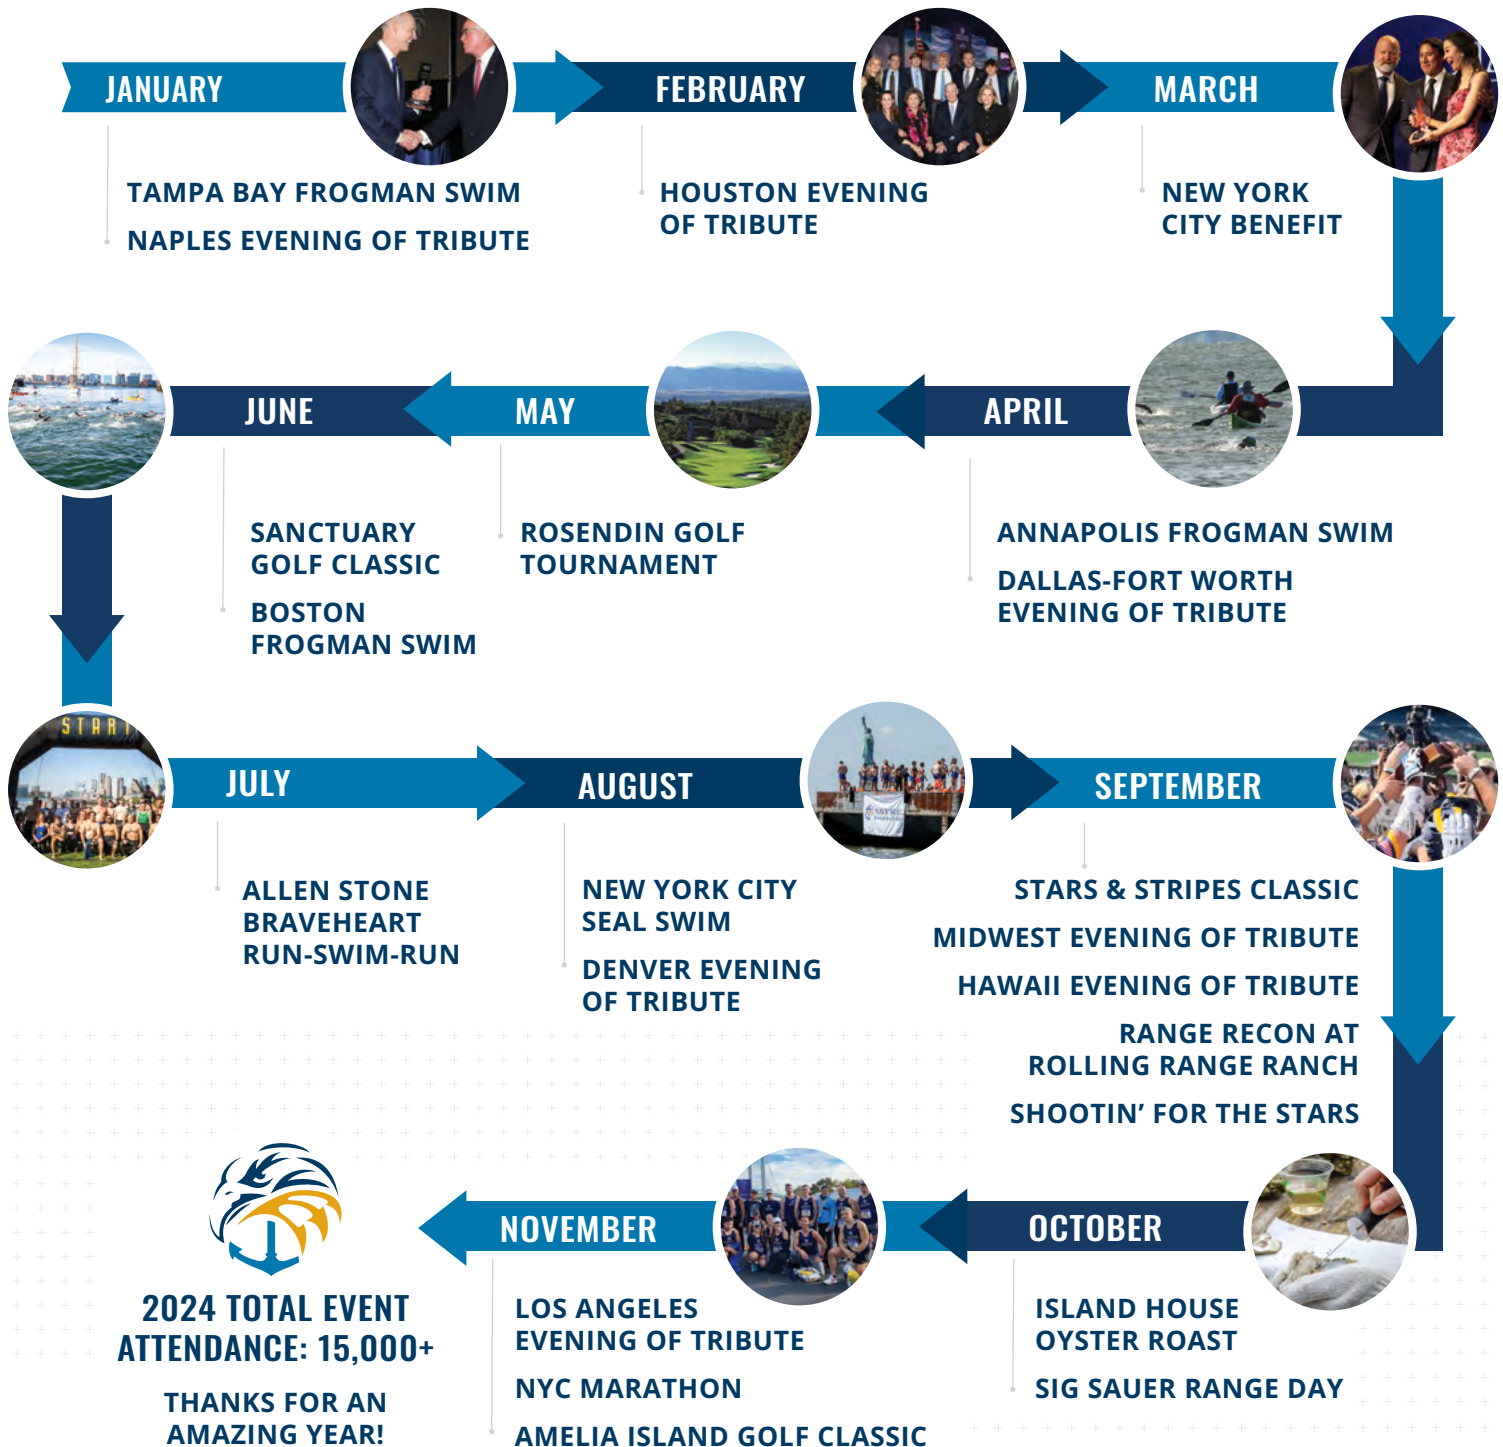 JANUARY
TAMPA BAY FROGMAN SWIM
NAPLES EVENING OF TRIBUTE
FEBRUARY
HOUSTON EVENING
OF TRIBUTE
MARCH
NEW YORK
CITY BENEFIT
APRIL
ANNAPOLIS FROGMAN SWIM
DALLAS-FORT WORTH
EVENING OF TRIBUTE
MAY
ROSENDIN GOLF
TOURNAMENT
JUNE
SANCTUARY
GOLF CLASSIC
BOSTON
FROGMAN SWIM
START
JULY
ALLEN STONE
BRAVEHEART
RUN-SWIM-RUN
AUGUST
NEW YORK CITY
SEAL SWIM
DENVER EVENING
OF TRIBUTE
SEPTEMBER
STARS & STRIPES CLASSIC
MIDWEST EVENING OF TRIBUTE
HAWAII EVENING OF TRIBUTE
RANGE RECON AT
ROLLING RANGE RANCH
SHOOTIN’ FOR THE STARS
OCTOBER
ISLAND HOUSE
OYSTER ROAST
SIG SAUER RANGE DAY
NOVEMBER
LOS ANGELES
EVENING OF TRIBUTE
NYC MARATHON
AMELIA ISLAND GOLF CLASSIC
2024 TOTAL EVENT
ATTENDANCE: 15,000+
THANKS FOR AN
AMAZING YEAR!